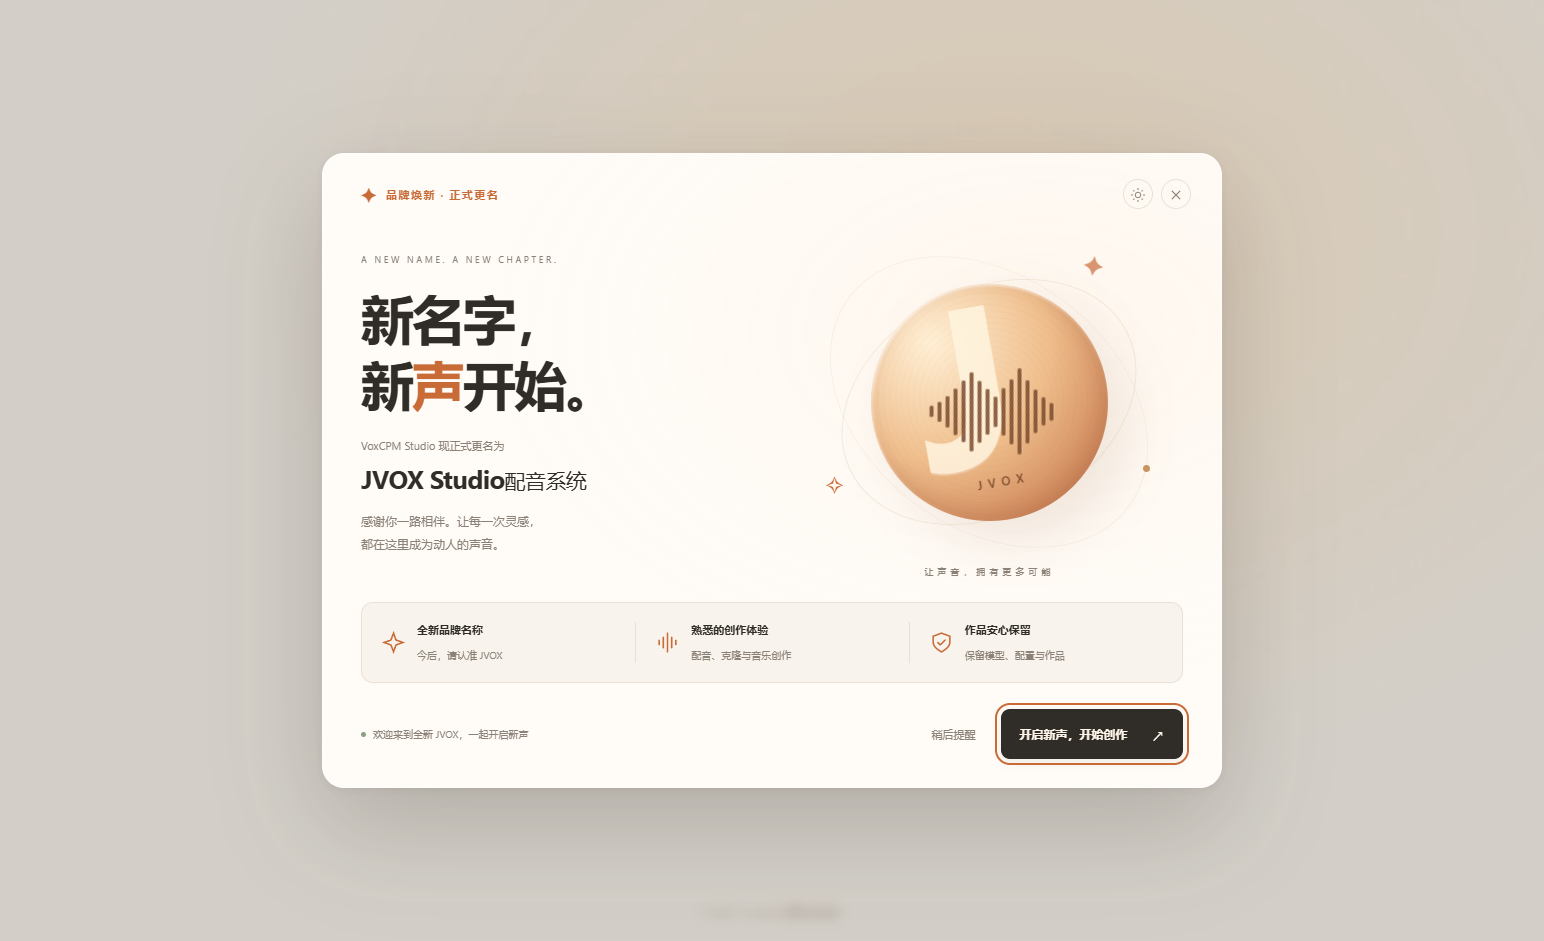 品牌焕新 · 正式更名
A NEW NAME. A NEW CHAPTER.
新名字，
新声开始。
VoxCPM Studio 现正式更名为
JVOX Studio配音系统
感谢你一路相伴。让每一次灵感，
都在这里成为动人的声音。
J
JVOX
让声音，拥有更多可能
全新品牌名称
今后，请认准 JVOX
熟悉的创作体验
配音、克隆与音乐创作
作品安心保留
保留模型、配置与作品
欢迎来到全新 JVOX，一起开启新声
稍后提醒
开启新声，开始创作 ↗